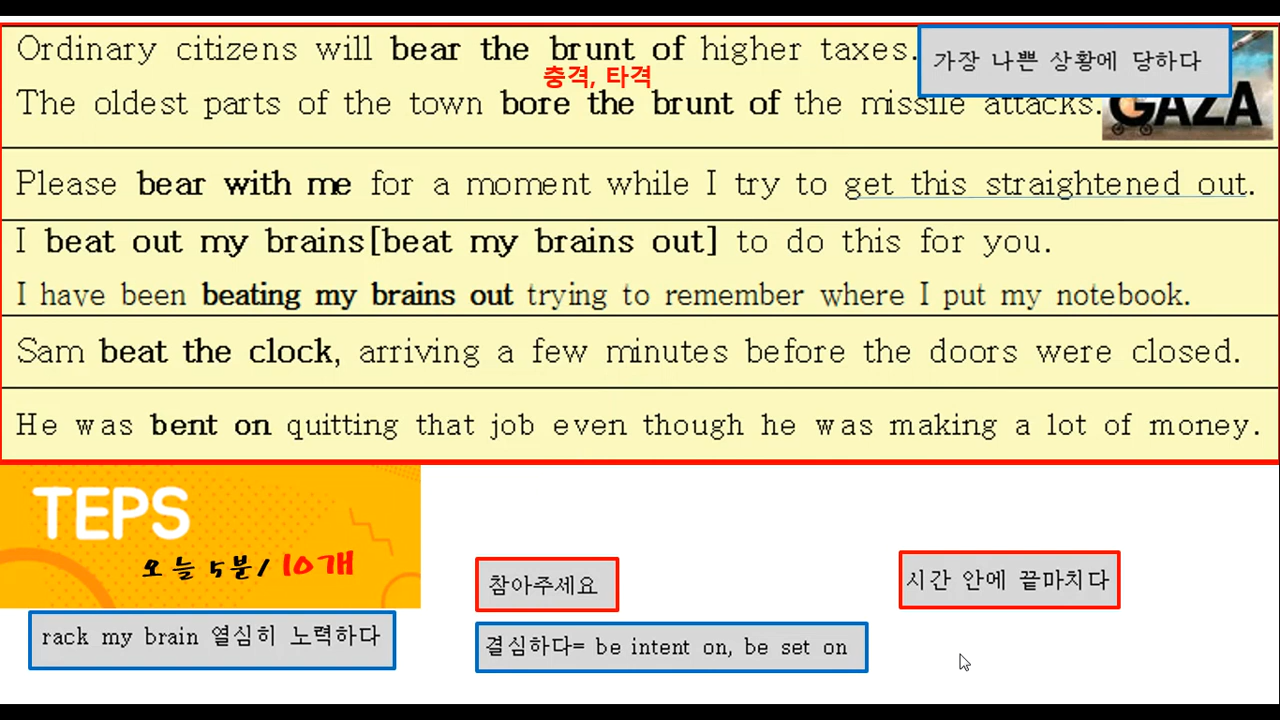 Ordinary citizens will bear the brunt of higher taxes.
가장 나쁜 상황에 당하다
충격, 타격
The oldest parts of the town bore the brunt of the missile attacks.
GAZA
Please bear with me for a moment while I try to get this straightened out.
I beat out my brains[beat my brains out] to do this for you.
I have been beating my brains out trying to remember where I put my notebook.
Sam beat the clock, arriving a few minutes before the doors were closed.
He was bent on quitting that job even though he was making a lot of money.
TEPS
오늘 5분/ 10개
참아주세요
시간 안에 끝마치다
rack my brain 열심히 노력하다
결심하다= be intent on, be set on